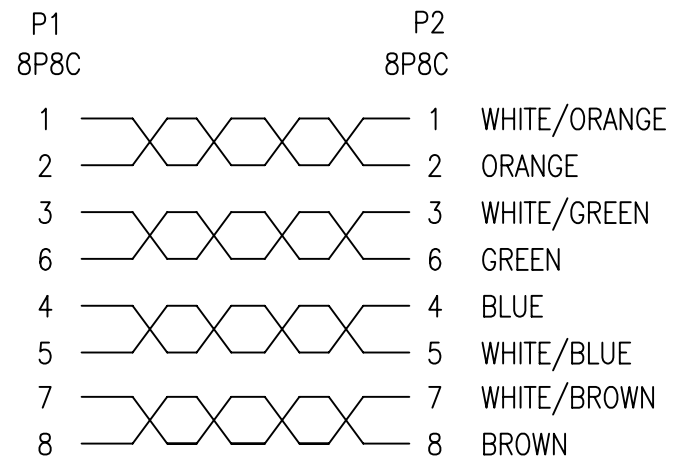 P1 P2
8P8C 8P8C
1 1 WHITE/ORANGE
2 2 ORANGE
3 3 WHITE/GREEN
6 6 GREEN
4 4 BLUE
5 5 WHITE/BLUE
7 7 WHITE/BROWN
8 8 BROWN